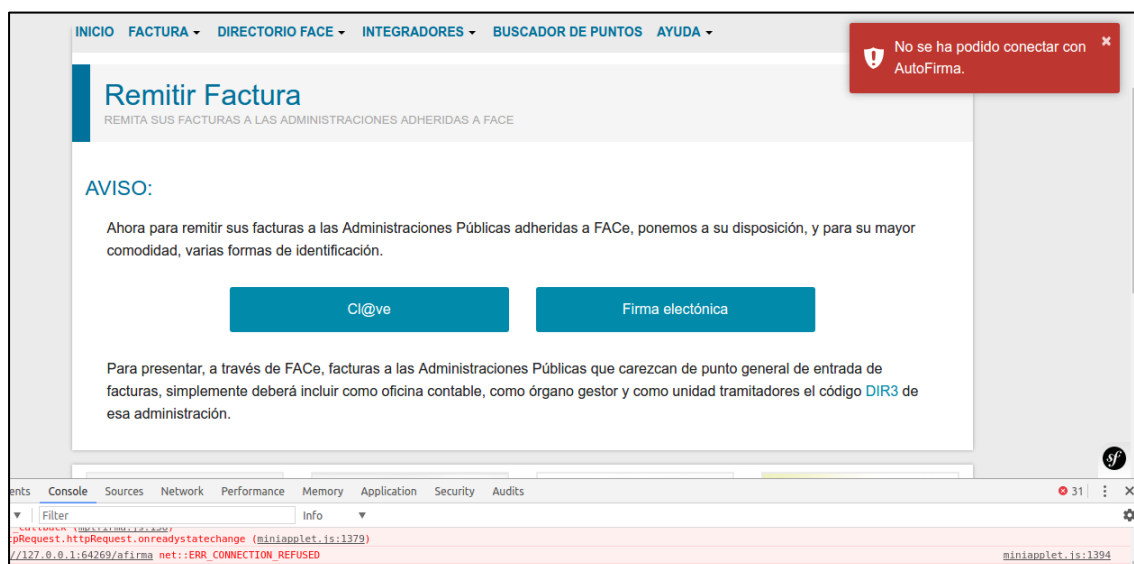 INICIO FACTURA DIRECTORIO FACE INTEGRADORES BUSCADOR DE PUNTOS AYUDA
No se ha podido conectar con ×
AutoFirma.
Remitir Factura
REMITA SUS FACTURAS A LAS ADMINISTRACIONES ADHERIDAS A FACE
AVISO:
Ahora para remitir sus facturas a las Administraciones Públicas adheridas a FACe, ponemos a su disposición, y para su mayor
comodidad, varias formas de identificación.
Cl@ve Firma electónica
Para presentar, a través de FACe, facturas a las Administraciones Públicas que carezcan de punto general de entrada de
facturas, simplemente deberá incluir como oficina contable, como órgano gestor y como unidad tramitadores el código DIR3 de
esa administración.
sf
ents Console Sources Network Performance Memory Application Security Audits 31
Filter Info
pRequest.httpRequest.onreadystatechange (miniapplet.js:1379)
//127.0.0.1:64269/afirma net::ERR_CONNECTION_REFUSED miniapplet.js:1394